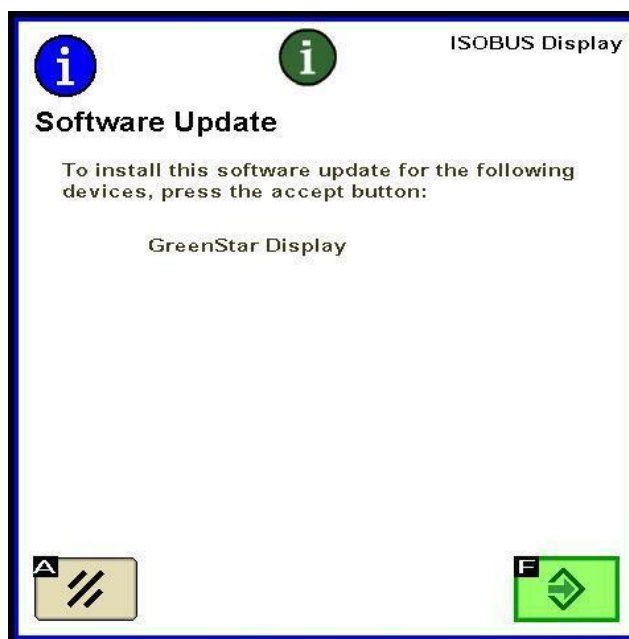 ISOBUS Display
Software Update
To install this software update for the following
devices, press the accept button:
GreenStar Display
A
F